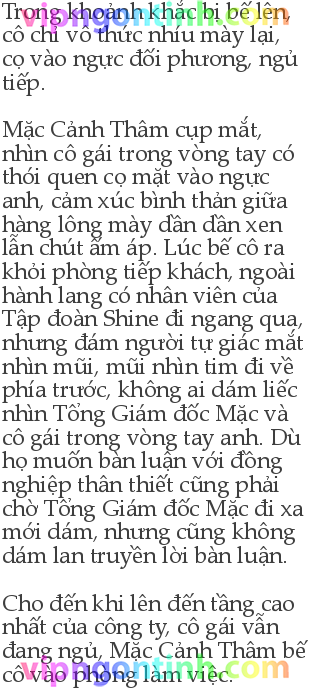 Trong khoảnh khắc bị bế lên,
vipngontinh.com
cô chỉ vô thức nhíu mày lại,
cọ vào ngực đối phương, ngủ
tiếp.
Mặc Cảnh Thâm cụp mắt,
nhìn cô gái trong vòng tay có
thói quen cọ mặt vào ngực
anh, cảm xúc bình thản giữa
hàng lông mày dần dần xen
lẫn chút ấm áp. Lúc bế cô ra
khỏi phòng tiếp khách, ngoài
hành lang có nhân viên của
Tập đoàn Shine đi ngang qua,
nhưng đám người tự giác mắt
nhìn mũi, mũi nhìn tim đi về
phía trước, không ai dám liếc
nhìn Tổng Giám đốc Mặc và
cô gái trong vòng tay anh. Dù
họ muốn bàn luận với đồng
nghiệp thân thiết cũng phải
chờ Tổng Giám đốc Mặc đi xa
mới dám, nhưng cũng không
dám lan truyền lời bàn luận.
Cho đến khi lên đến tầng cao
nhất của công ty, cô gái vẫn
đang ngủ, Mặc Cảnh Thâm bế
vipngontinh.com
cô vào phòng làm việc.